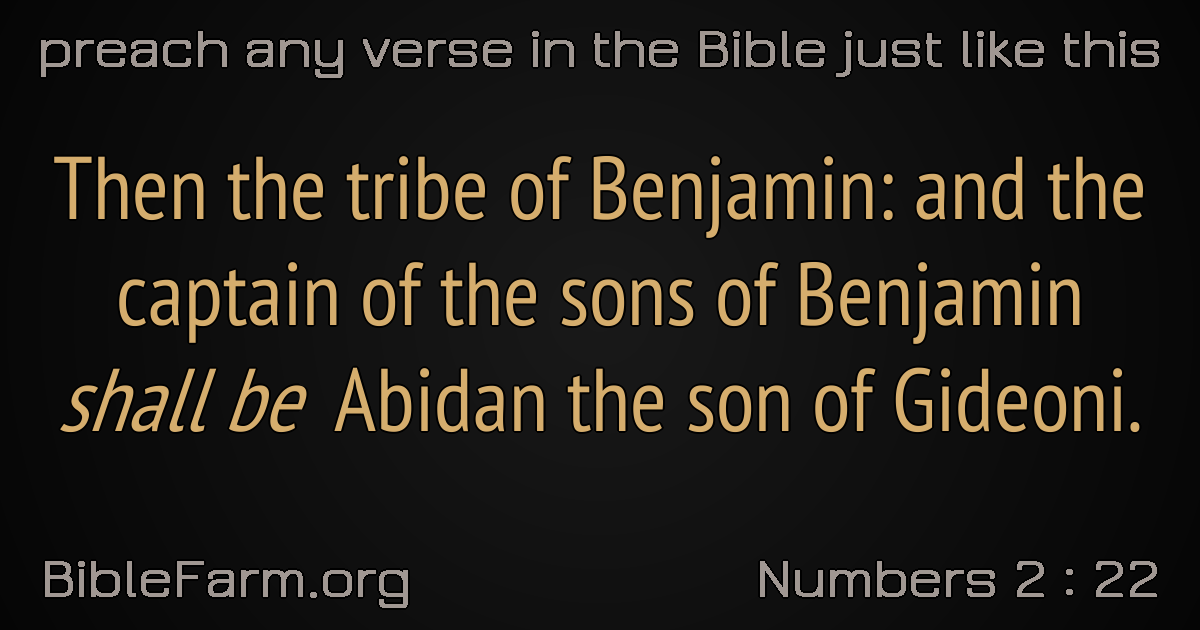 preach any verse in the Bible just like this
Then the tribe of Benjamin: and the
captain of the sons of Benjamin
shall be Abidan the son of Gideoni.
BibleFarm.org
Numbers 2 : 22